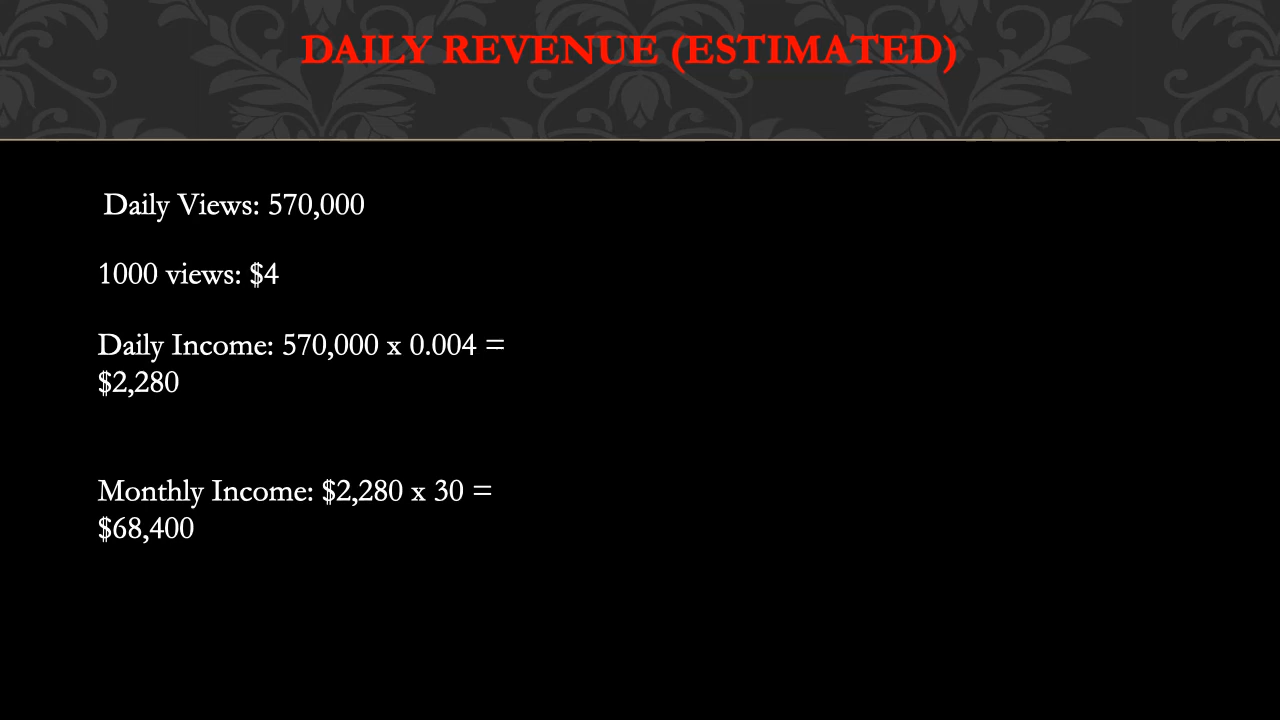 DAILY REVENUE (ESTIMATED)
Daily Views: 570,000
1000 views: $4
Daily Income: 570,000 x 0.004 =
$2,280
Monthly Income: $2,280 x 30 =
$68,400